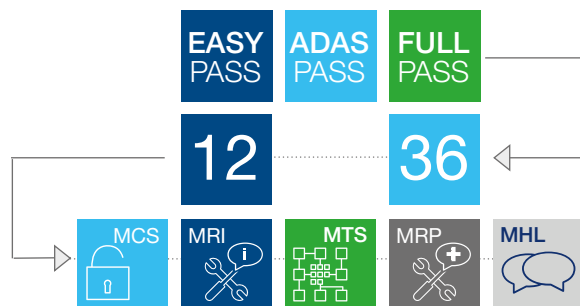 EASY PASS
ADAS PASS
FULL PASS
12
36
MCS
MRI
i
MTS
MRP
MHL